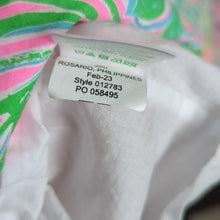 ROSARIO, PHILIPPINES
Feb-23
Style 012783
PO 058495